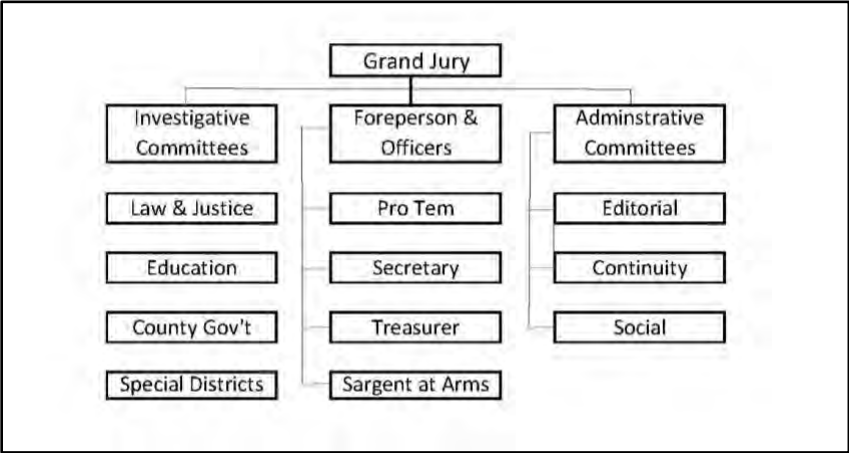 Grand Jury
Investigative
Committees
Foreperson &
Officers
Adminstrative
Committees
Law & Justice
Pro Tem
Editorial
Education
Secretary
Continuity
County Gov't
Treasurer
Social
Special Districts
Sargent at Arms